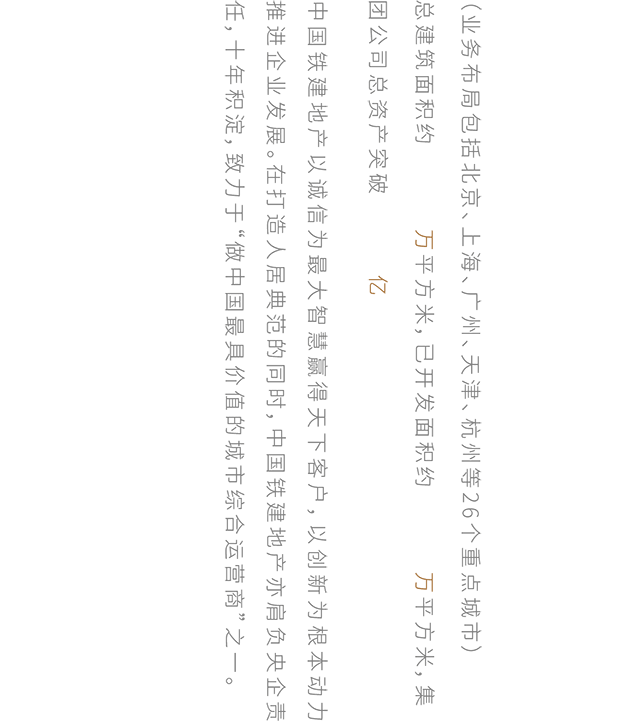 （业务布局包括北京、上海、广州、天津、杭州等26个重点城市）
总建筑面积约 万平方米，已开发面积约 万平方米，集
团公司总资产突破 亿
中国铁建地产以诚信为最大智慧赢得天下客户，以创新为根本动力
推进企业发展。在打造人居典范的同时，中国铁建地产亦肩负央企责
任，十年积淀，致力于“做中国最具价值的城市综合运营商”之一。